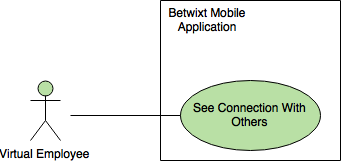 Betwixt Mobile
Application
See Connection With
Others
Virtual Employee